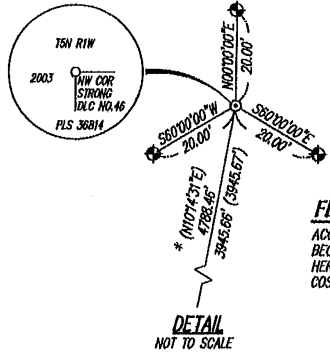 T5N R1W
2003
NW COR
STRONG
DLC NO.46
PLS 36814
N00°00'00"E
20.00'
S60°00'00"W
20.00'
S60°00'00"E
20.00'
* (N10°14'31"E)
4788.46'
3945.66' (3945.67)
DETAIL
NOT TO SCALE
ACC
BEC
HER
COS